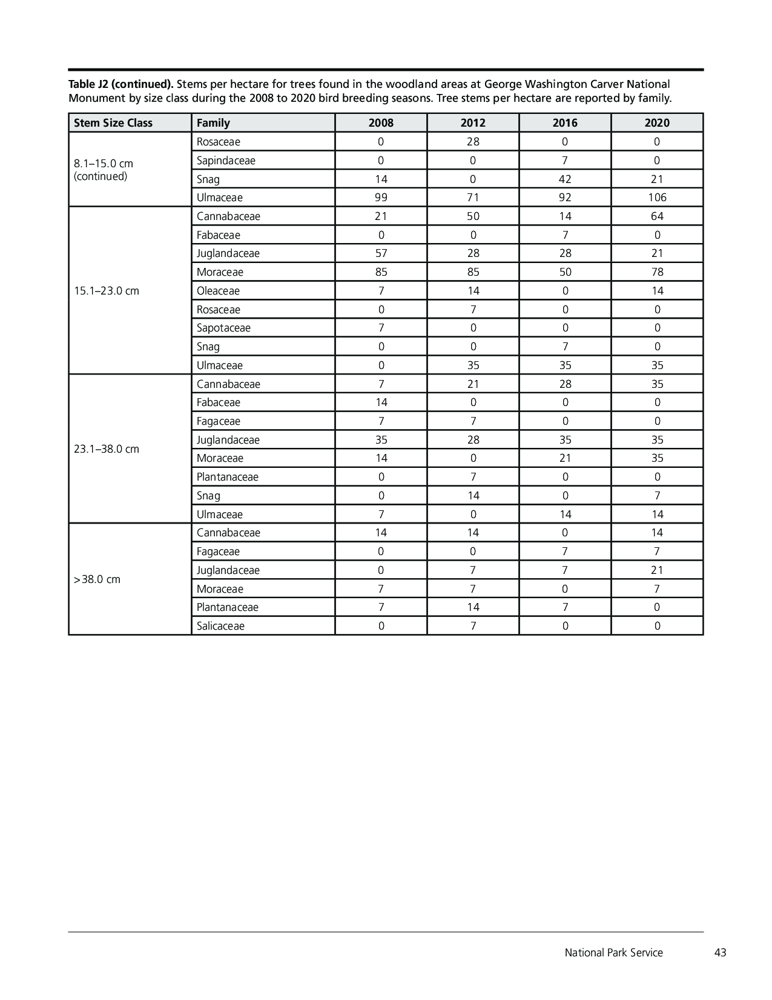 Table J2 (continued). Stems per hectare for trees found in the woodland areas at George Washington Carver National
Monument by size class during the 2008 to 2020 bird breeding seasons. Tree stems per hectare are reported by family.
Stem Size Class Family 2008 2012 2016 2020
8.1–15.0 cm
(continued)
Rosaceae 0 28 0 0
Sapindaceae 0 0 7 0
Snag 14 0 42 21
Ulmaceae 99 71 92 106
15.1–23.0 cm
Cannabaceae 21 50 14 64
Fabaceae 0 0 7 0
Juglandaceae 57 28 28 21
Moraceae 85 85 50 78
Oleaceae 7 14 0 14
Rosaceae 0 7 0 0
Sapotaceae 7 0 0 0
Snag 0 0 7 0
Ulmaceae 0 35 35 35
23.1–38.0 cm
Cannabaceae 7 21 28 35
Fabaceae 14 0 0 0
Fagaceae 7 7 0 0
Juglandaceae 35 28 35 35
Moraceae 14 0 21 35
Plantanaceae 0 7 0 0
Snag 0 14 0 7
Ulmaceae 7 0 14 14
>38.0 cm
Cannabaceae 14 14 0 14
Fagaceae 0 0 7 7
Juglandaceae 0 7 7 21
Moraceae 7 7 0 7
Plantanaceae 7 14 7 0
Salicaceae 0 7 0 0
National Park Service 43